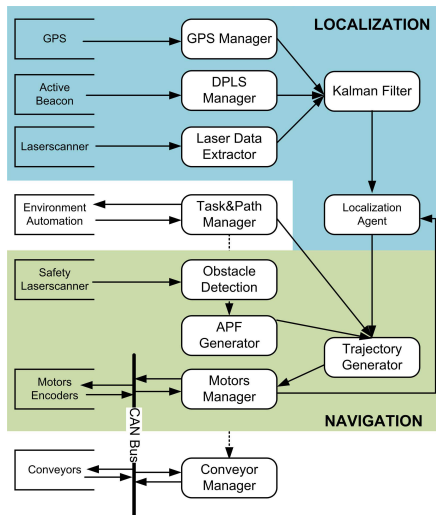 LOCALIZATION
GPS
GPS Manager
Active
Beacon
DPLS
Manager
Kalman Filter
Laserscanner
Laser Data
Extractor
Environment
Automation
Task&Path
Manager
Localization
Agent
Safety
Laserscanner
Obstacle
Detection
APF
Generator
Trajectory
Generator
Motors
Encoders
Motors
Manager
CAN Bus
NAVIGATION
Conveyors
Conveyor
Manager